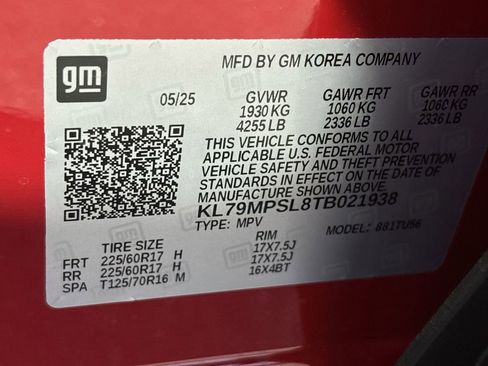 gm
MFD BY GM KOREA COMPANY
05/25 GVWR GAWR FRT GAWR RR
1930 KG 1060 KG 1060 KG
4255 LB 2336 LB 2336 LB
THIS VEHICLE CONFORMS TO ALL
APPLICABLE U.S. FEDERAL MOTOR
VEHICLE SAFETY AND THEFT PREVENTION
STANDARDS IN EFFECT ON THE DATE OF
MANUFACTURE SHOWN ABOVE.
KL79MPSL8TB021938
TYPE: MPV MODEL: 881TU56
TIRE SIZE RIM
FRT 225/60R17 H 17X7.5J
RR 225/60R17 H 17X7.5J
SPA T125/70R16 M 16X4BT